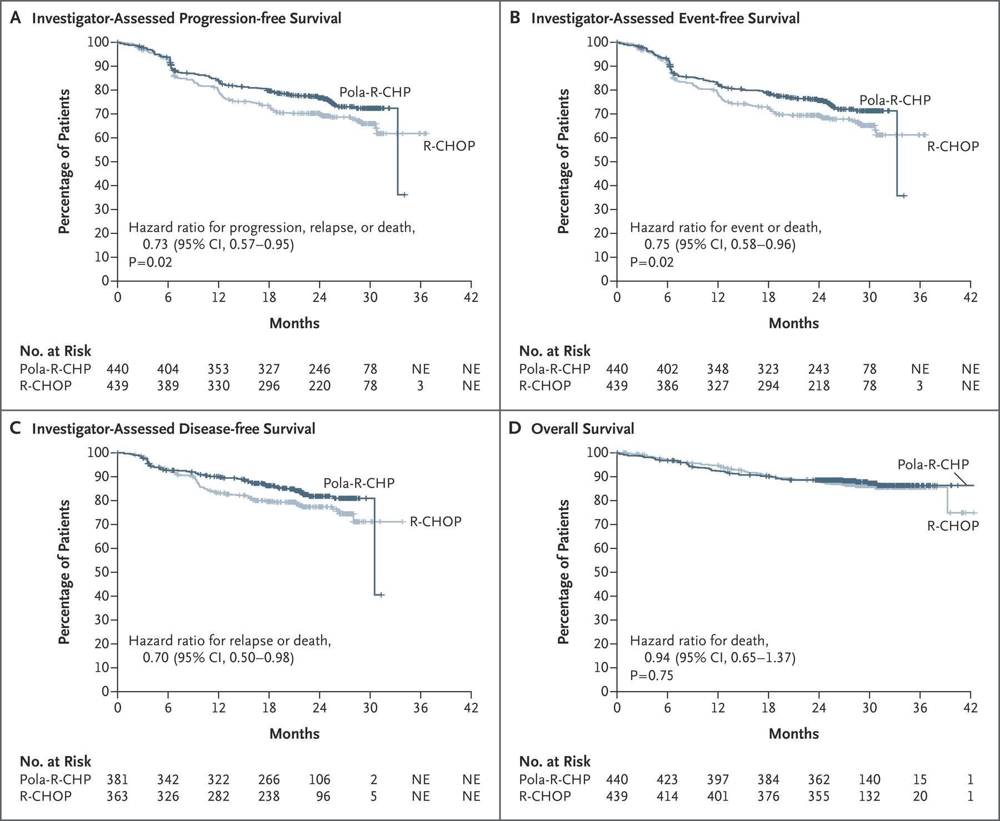 A Investigator-Assessed Progression-free Survival
Percentage of Patients
100
90
80
70
60
50
40
30
20
10
0
Pola-R-CHP
R-CHOP
Hazard ratio for progression, relapse, or death,
0.73 (95% CI, 0.57–0.95)
P=0.02
0 6 12 18 24 30 36 42
Months
No. at Risk
Pola-R-CHP 440 404 353 327 246 78 NE NE
R-CHOP 439 389 330 296 220 78 3 NE
B Investigator-Assessed Event-free Survival
Percentage of Patients
100
90
80
70
60
50
40
30
20
10
0
Pola-R-CHP
R-CHOP
Hazard ratio for event or death,
0.75 (95% CI, 0.58–0.96)
P=0.02
0 6 12 18 24 30 36 42
Months
No. at Risk
Pola-R-CHP 440 402 348 323 243 78 NE NE
R-CHOP 439 386 327 294 218 78 3 NE
C Investigator-Assessed Disease-free Survival
Percentage of Patients
100
90
80
70
60
50
40
30
20
10
0
Pola-R-CHP
R-CHOP
Hazard ratio for relapse or death,
0.70 (95% CI, 0.50–0.98)
0 6 12 18 24 30 36 42
Months
No. at Risk
Pola-R-CHP 381 342 322 266 106 2 NE NE
R-CHOP 363 326 282 238 96 5 NE NE
D Overall Survival
Percentage of Patients
100
90
80
70
60
50
40
30
20
10
0
Pola-R-CHP
R-CHOP
Hazard ratio for death,
0.94 (95% CI, 0.65–1.37)
P=0.75
0 6 12 18 24 30 36 42
Months
No. at Risk
Pola-R-CHP 440 423 397 384 362 140 15 1
R-CHOP 439 414 401 376 355 132 20 1